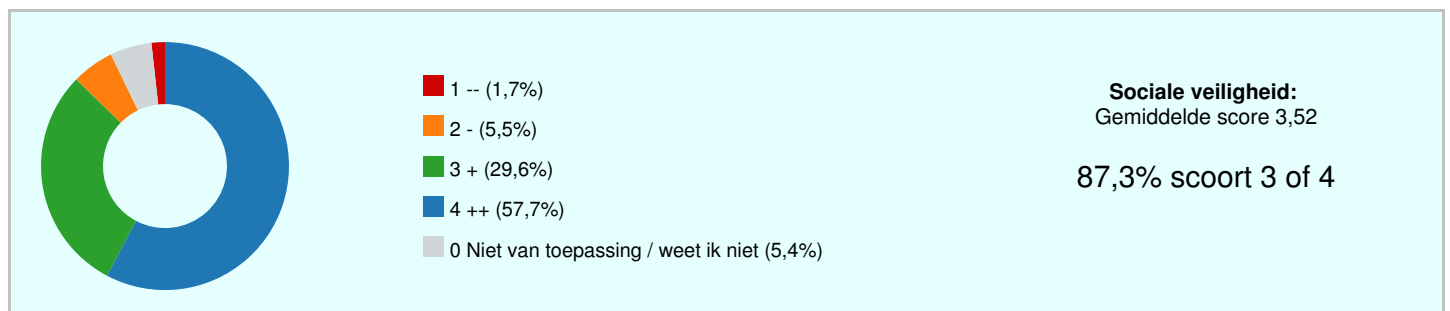 1 -- (1,7%)
2 - (5,5%)
3 + (29,6%)
4 ++ (57,7%)
0 Niet van toepassing / weet ik niet (5,4%)
Sociale veiligheid:
Gemiddelde score 3,52
87,3% scoort 3 of 4